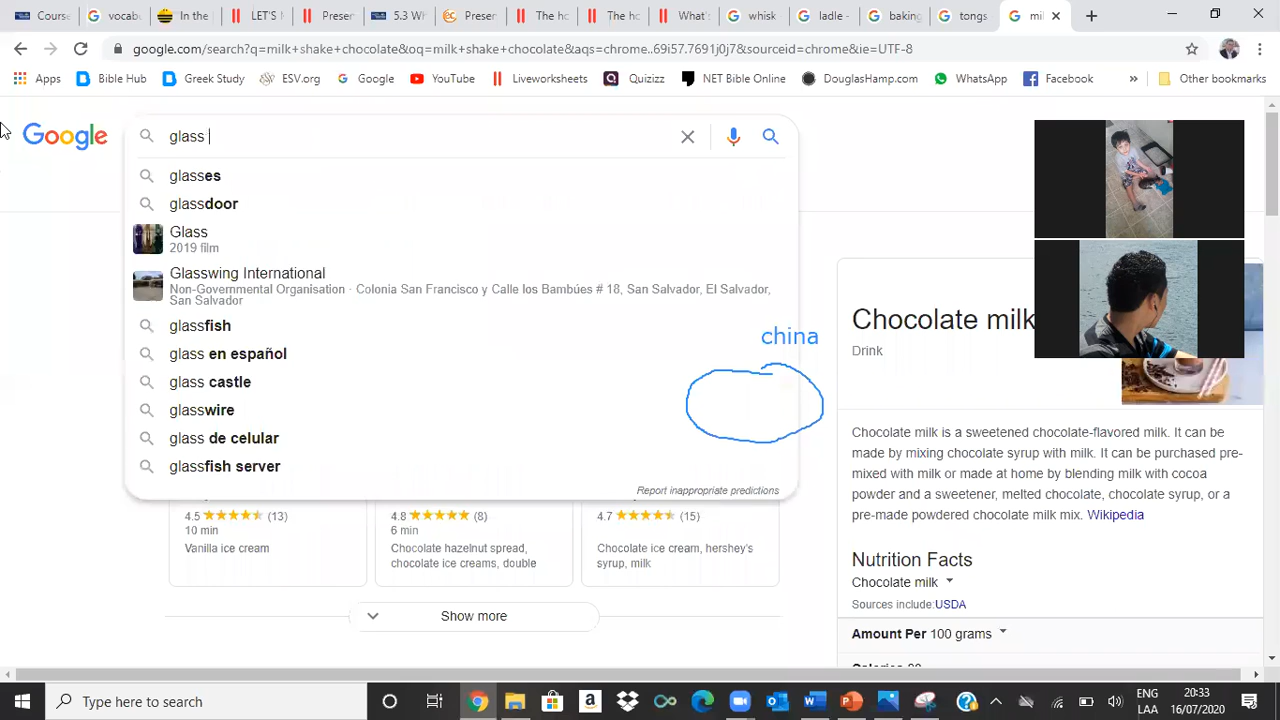 Course
vocab
In the
LET'S
Presen
5.3 W
Presen
The ho
The ho
What's
whisk
ladle -
baking
tongs
mil
google.com/search?q=milk+shake+chocolate&oq=milk+shake+chocolate&aqs=chrome..69i57.7691j0j7&sourceid=chrome&ie=UTF-8
Apps
Bible Hub
Greek Study
ESV.org
Google
YouTube
Liveworksheets
Quizizz
NET Bible Online
DouglasHamp.com
WhatsApp
Facebook
»
Other bookmarks
Google
glass
glasses
glassdoor
Glass
2019 film
Glasswing International
Non-Governmental Organisation · Colonia San Francisco y Calle los Bambúes # 18, San Salvador, El Salvador,
San Salvador
glassfish
glass en español
glass castle
glasswire
glass de celular
glassfish server
Report inappropriate predictions
china
4.5 (13)
10 min
Vanilla ice cream
4.8 (8)
6 min
Chocolate hazelnut spread,
chocolate ice creams, double
4.7 (15)
Chocolate ice cream, hershey's
syrup, milk
Show more
Chocolate milk
Drink
Chocolate milk is a sweetened chocolate-flavored milk. It can be
made by mixing chocolate syrup with milk. It can be purchased pre-
mixed with milk or made at home by blending milk with cocoa
powder and a sweetener, melted chocolate, chocolate syrup, or a
pre-made powdered chocolate milk mix. Wikipedia
Nutrition Facts
Chocolate milk
Sources include:USDA
Amount Per 100 grams
Type here to search
ENG
LAA
20:33
16/07/2020